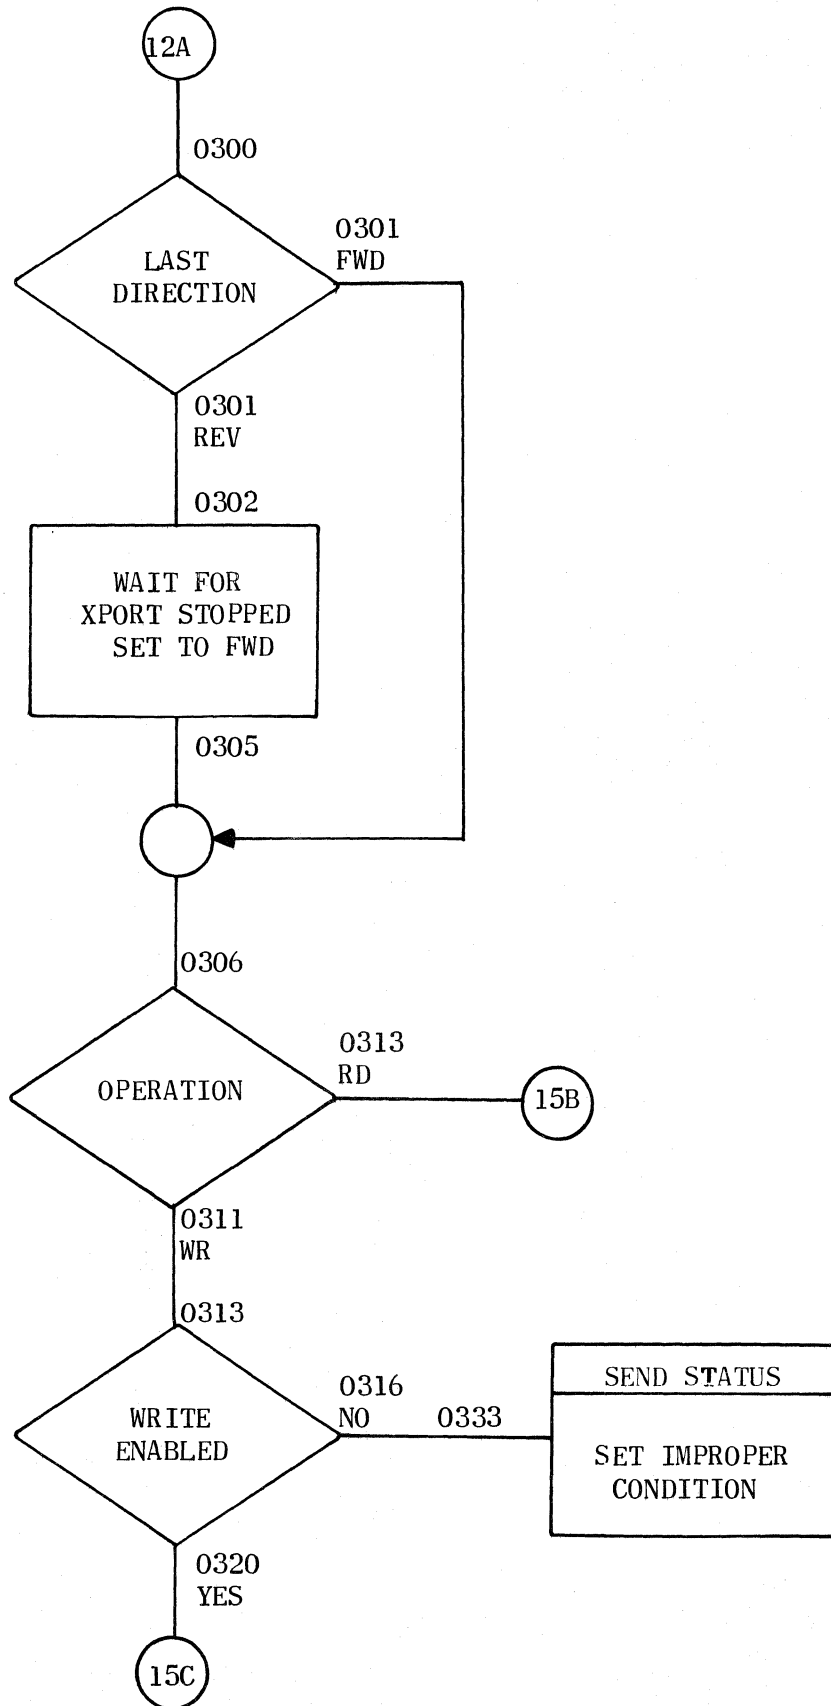 12A
0300
LAST
DIRECTION
0301
FWD
0301
REV
0302
WAIT FOR
XPORT STOPPED
SET TO FWD
0305
0306
OPERATION
0313
RD
15B
0311
WR
0313
WRITE
ENABLED
0316
NO 0333
SEND STATUS
SET IMPROPER
CONDITION
0320
YES
15C